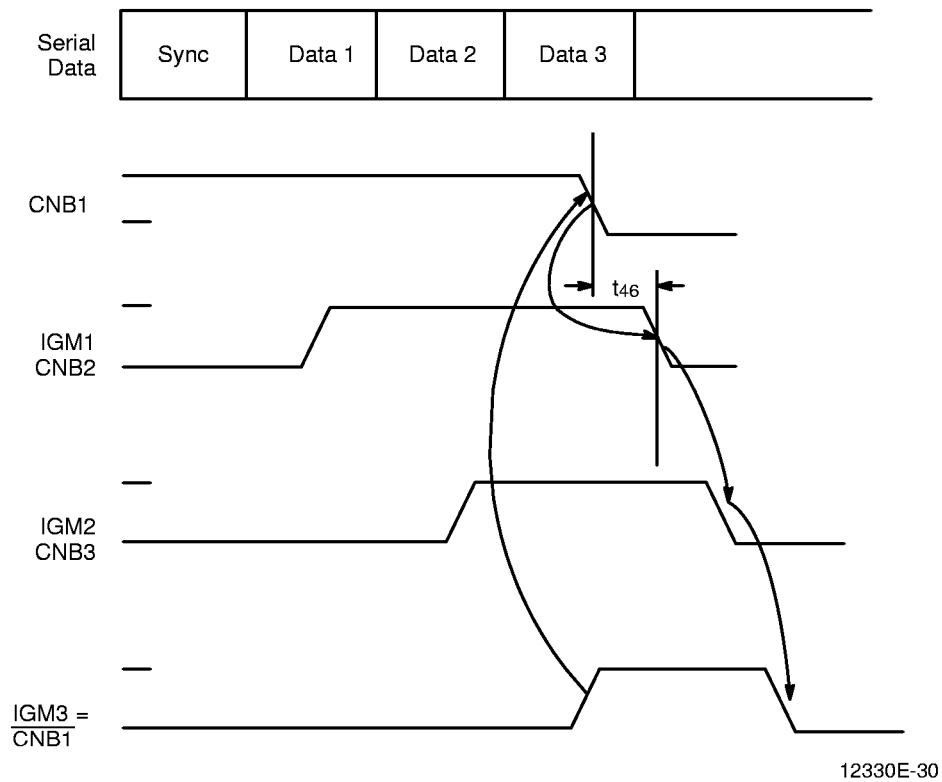 Serial
Data
Sync Data 1 Data 2 Data 3
CNB1
t46
IGM1
CNB2
IGM2
CNB3
IGM3 =
CNB1
12330E-30